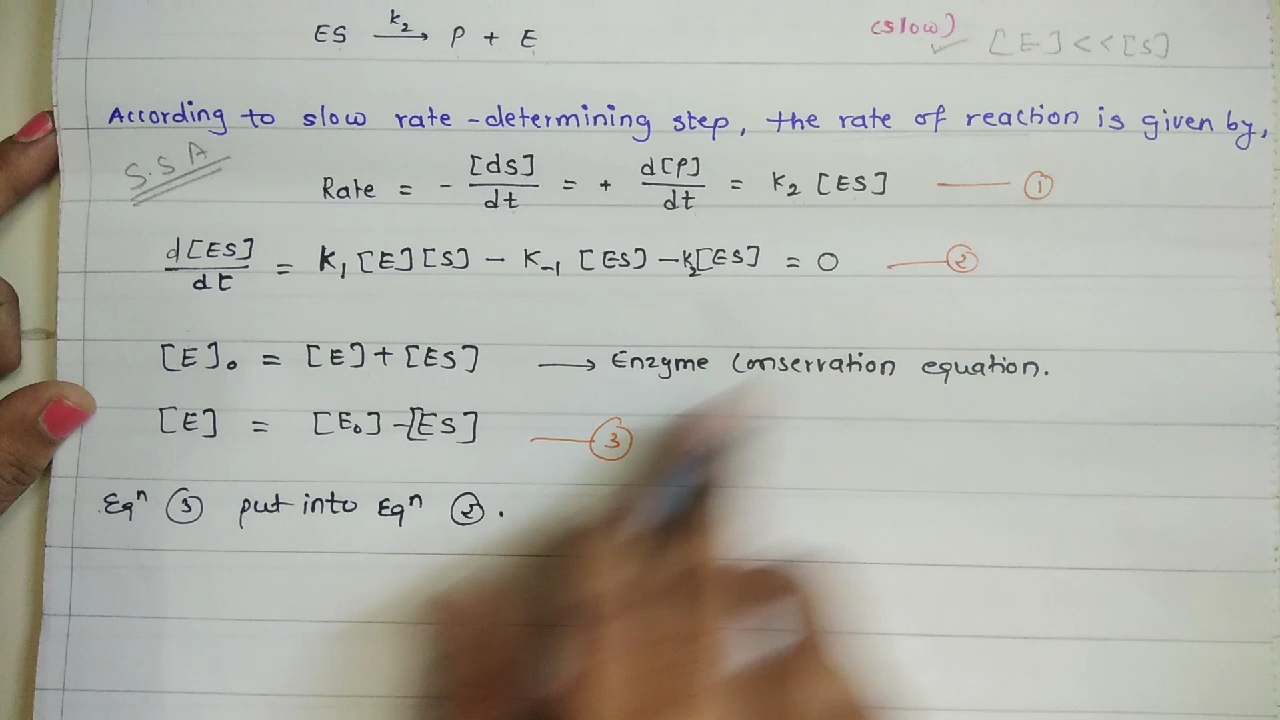 ES —k₂→ P + E (slow) ✓ [E]<<[S]
According to slow rate-determining step, the rate of reaction is given by,
S.S A
Rate = - [ds]/dt = + d[P]/dt = K₂ [ES] — ①
d[ES]/dt = K₁[E][S] - K₋₁ [ES] - K₂[ES] = 0 — ②
[E]₀ = [E] + [ES] → Enzyme conservation equation.
[E] = [E₀] - [ES] — ③
Eqⁿ ③ put into Eqⁿ ②.